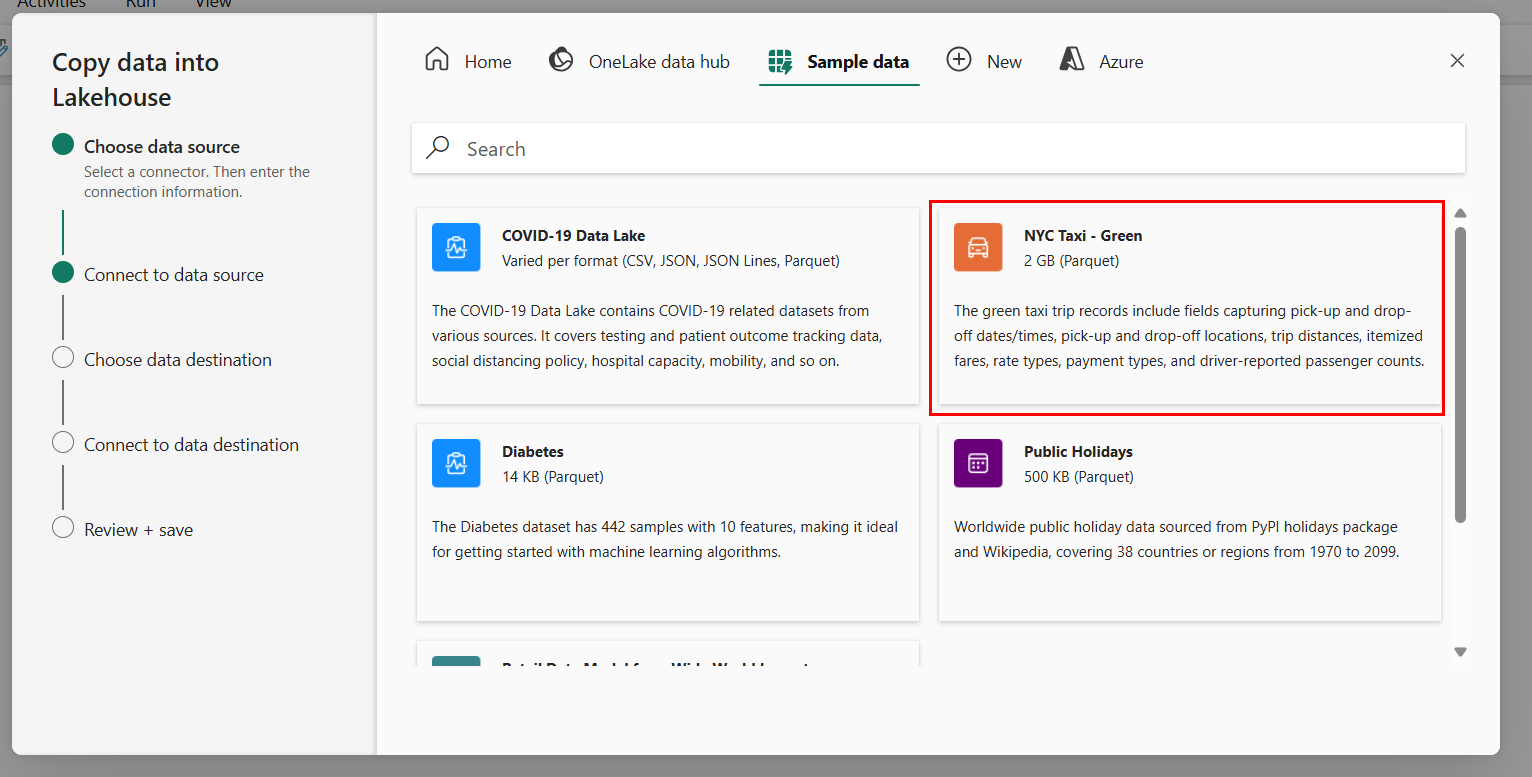 Activities Run View
Copy data into
Lakehouse
Choose data source
Select a connector. Then enter the
connection information.
Connect to data source
Choose data destination
Connect to data destination
Review + save
Home OneLake data hub Sample data New Azure
Search
COVID-19 Data Lake
Varied per format (CSV, JSON, JSON Lines, Parquet)
The COVID-19 Data Lake contains COVID-19 related datasets from
various sources. It covers testing and patient outcome tracking data,
social distancing policy, hospital capacity, mobility, and so on.
NYC Taxi - Green
2 GB (Parquet)
The green taxi trip records include fields capturing pick-up and drop-
off dates/times, pick-up and drop-off locations, trip distances, itemized
fares, rate types, payment types, and driver-reported passenger counts.
Diabetes
14 KB (Parquet)
The Diabetes dataset has 442 samples with 10 features, making it ideal
for getting started with machine learning algorithms.
Public Holidays
500 KB (Parquet)
Worldwide public holiday data sourced from PyPI holidays package
and Wikipedia, covering 38 countries or regions from 1970 to 2099.
Retail Data Model from Wide World Importers